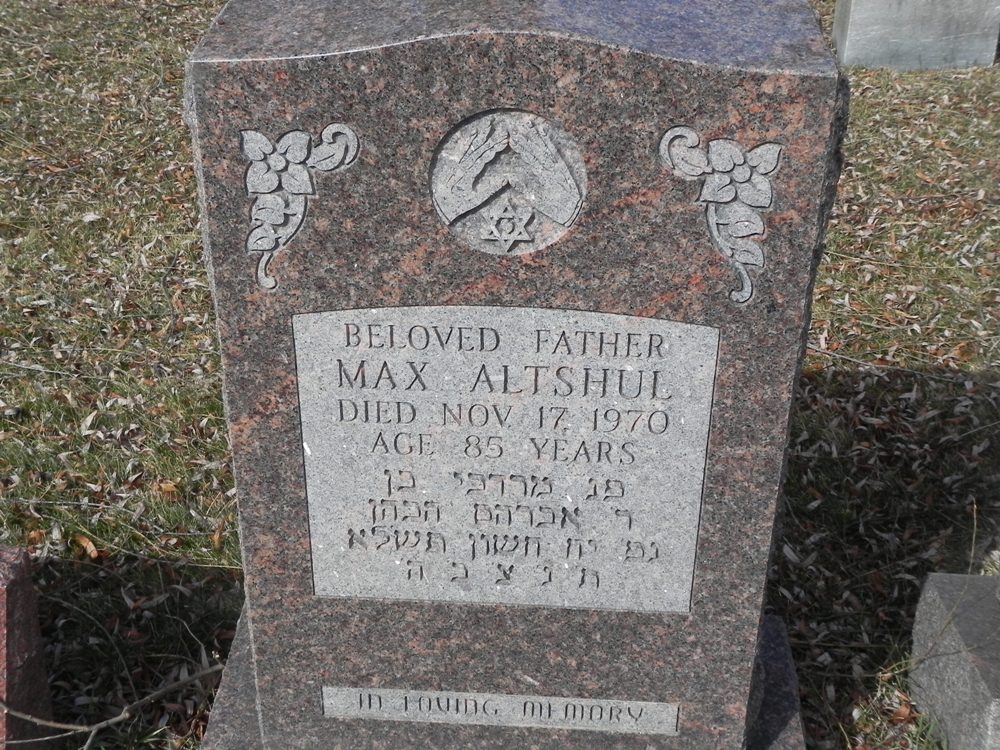 BELOVED FATHER
MAX ALTSHUL
DIED NOV. 17, 1970
AGE 85 YEARS
פנ מרדכי בן
ר אברהם הכהן
נפ יח חשון תשלא
ת נ צ ב ה
IN LOVING MEMORY